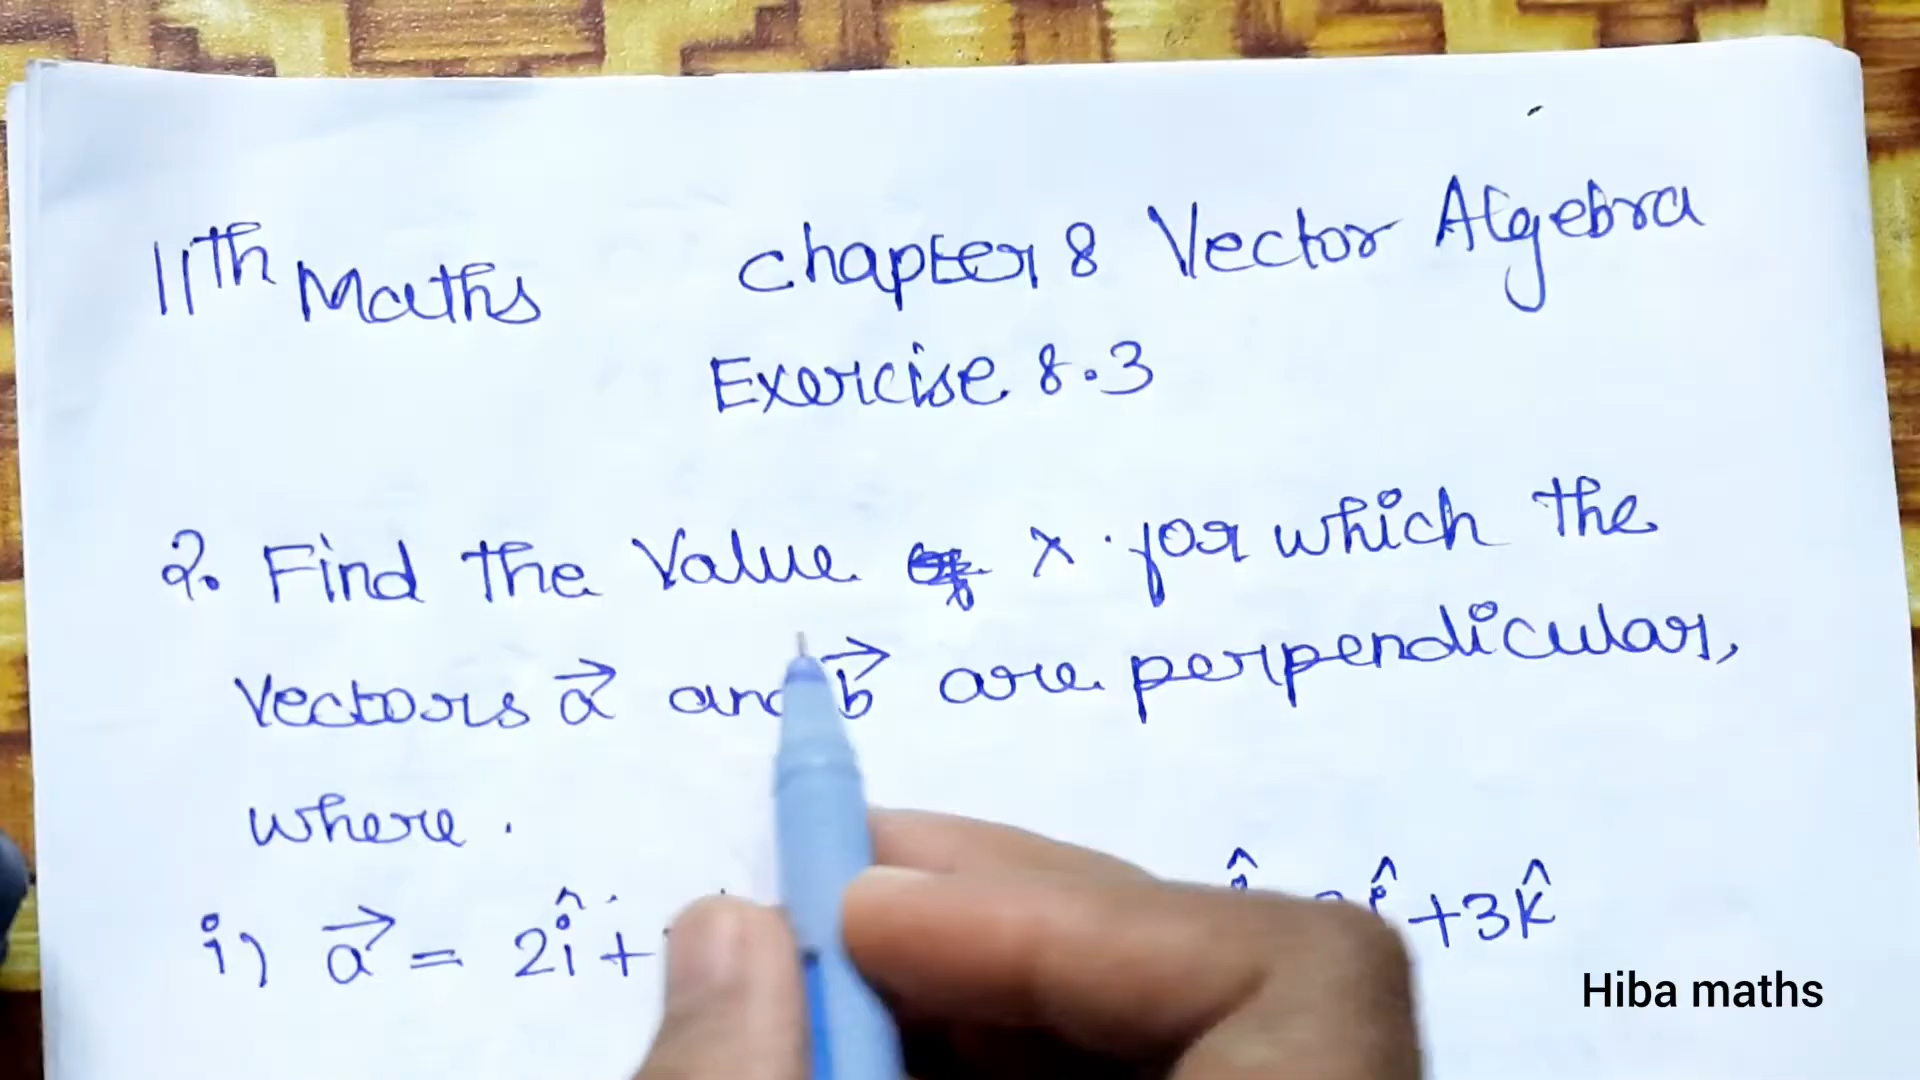 11th Maths chapter 8 Vector Algebra
Exercise 8.3
2. Find the Value x for which the
Vectors a⃗ and b⃗ are perpendicular,
where.
i) a⃗ = 2î + ĵ +3k̂
Hiba maths